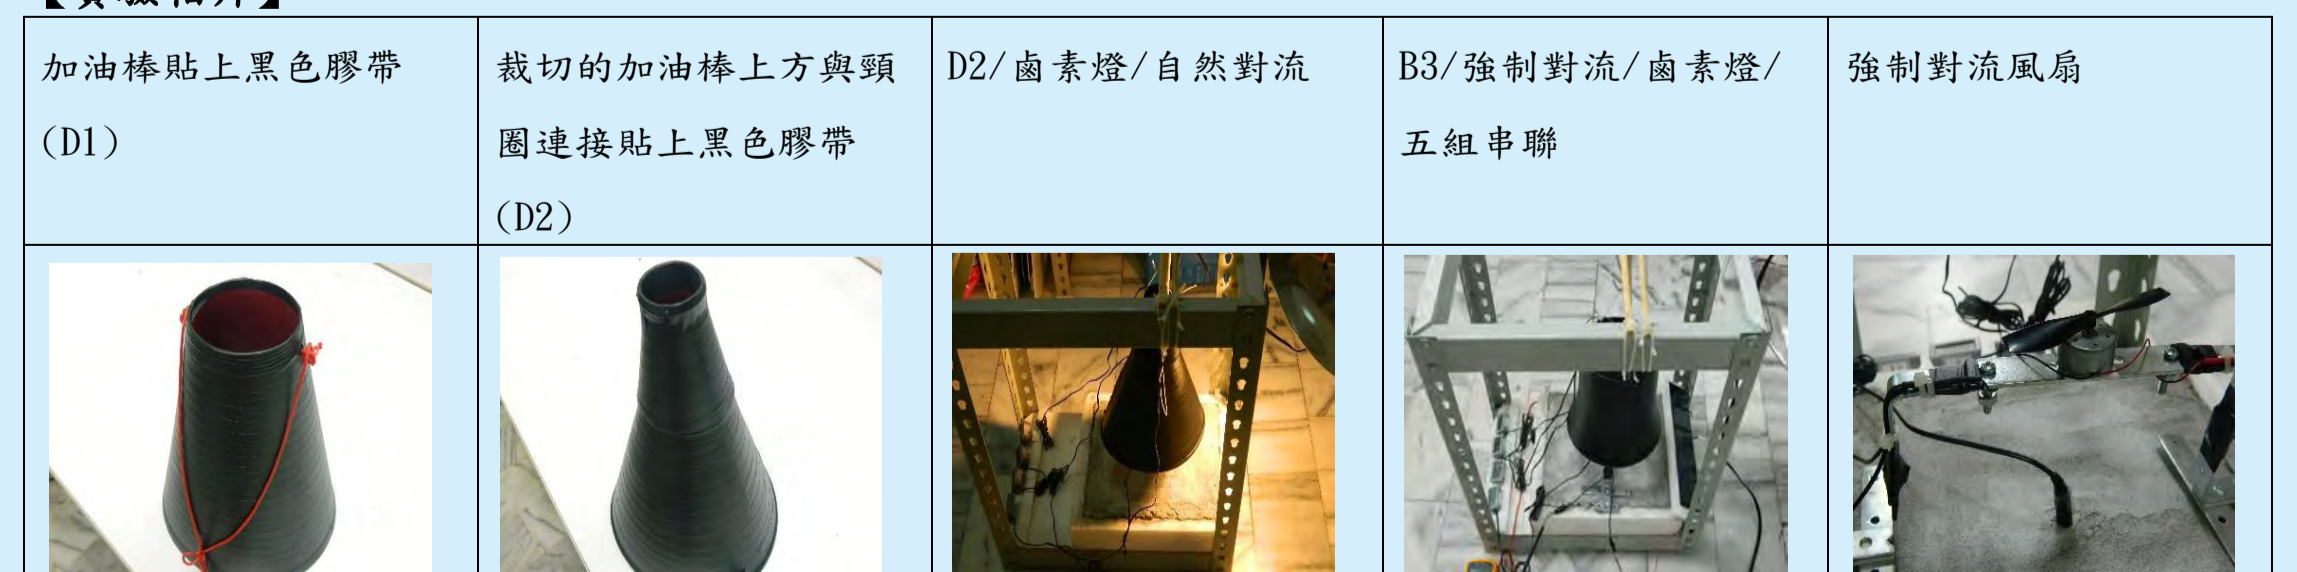 加油棒貼上黑色膠帶
(D1)
裁切的加油棒上方與頸
圈連接貼上黑色膠帶
(D2)
D2/鹵素燈/自然對流
B3/強制對流/鹵素燈/
五組串聯
強制對流風扇